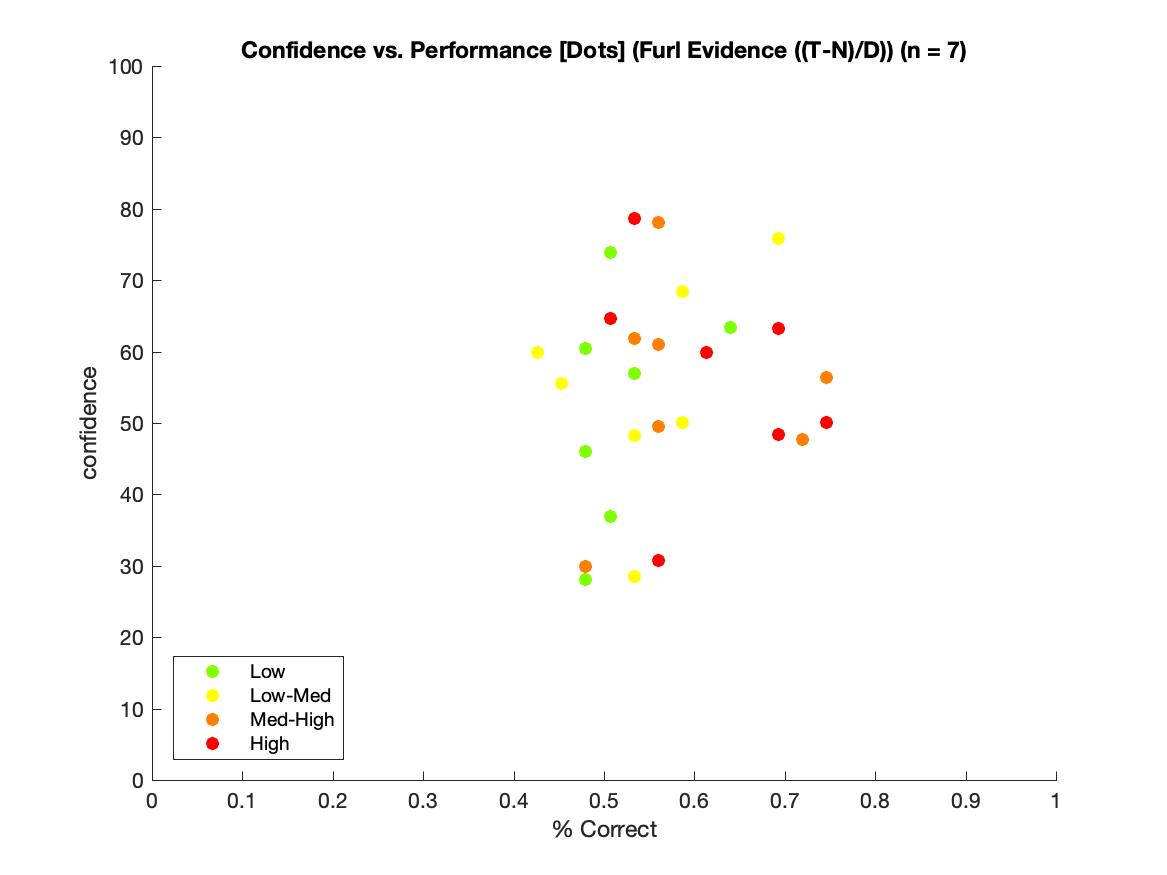 Confidence vs. Performance [Dots] (Furl Evidence ((T-N)/D)) (n = 7)
100
90
80
70
60
50
40
30
20
10
0
confidence
Low
Low-Med
Med-High
High
0 0.1 0.2 0.3 0.4 0.5 0.6 0.7 0.8 0.9 1
% Correct